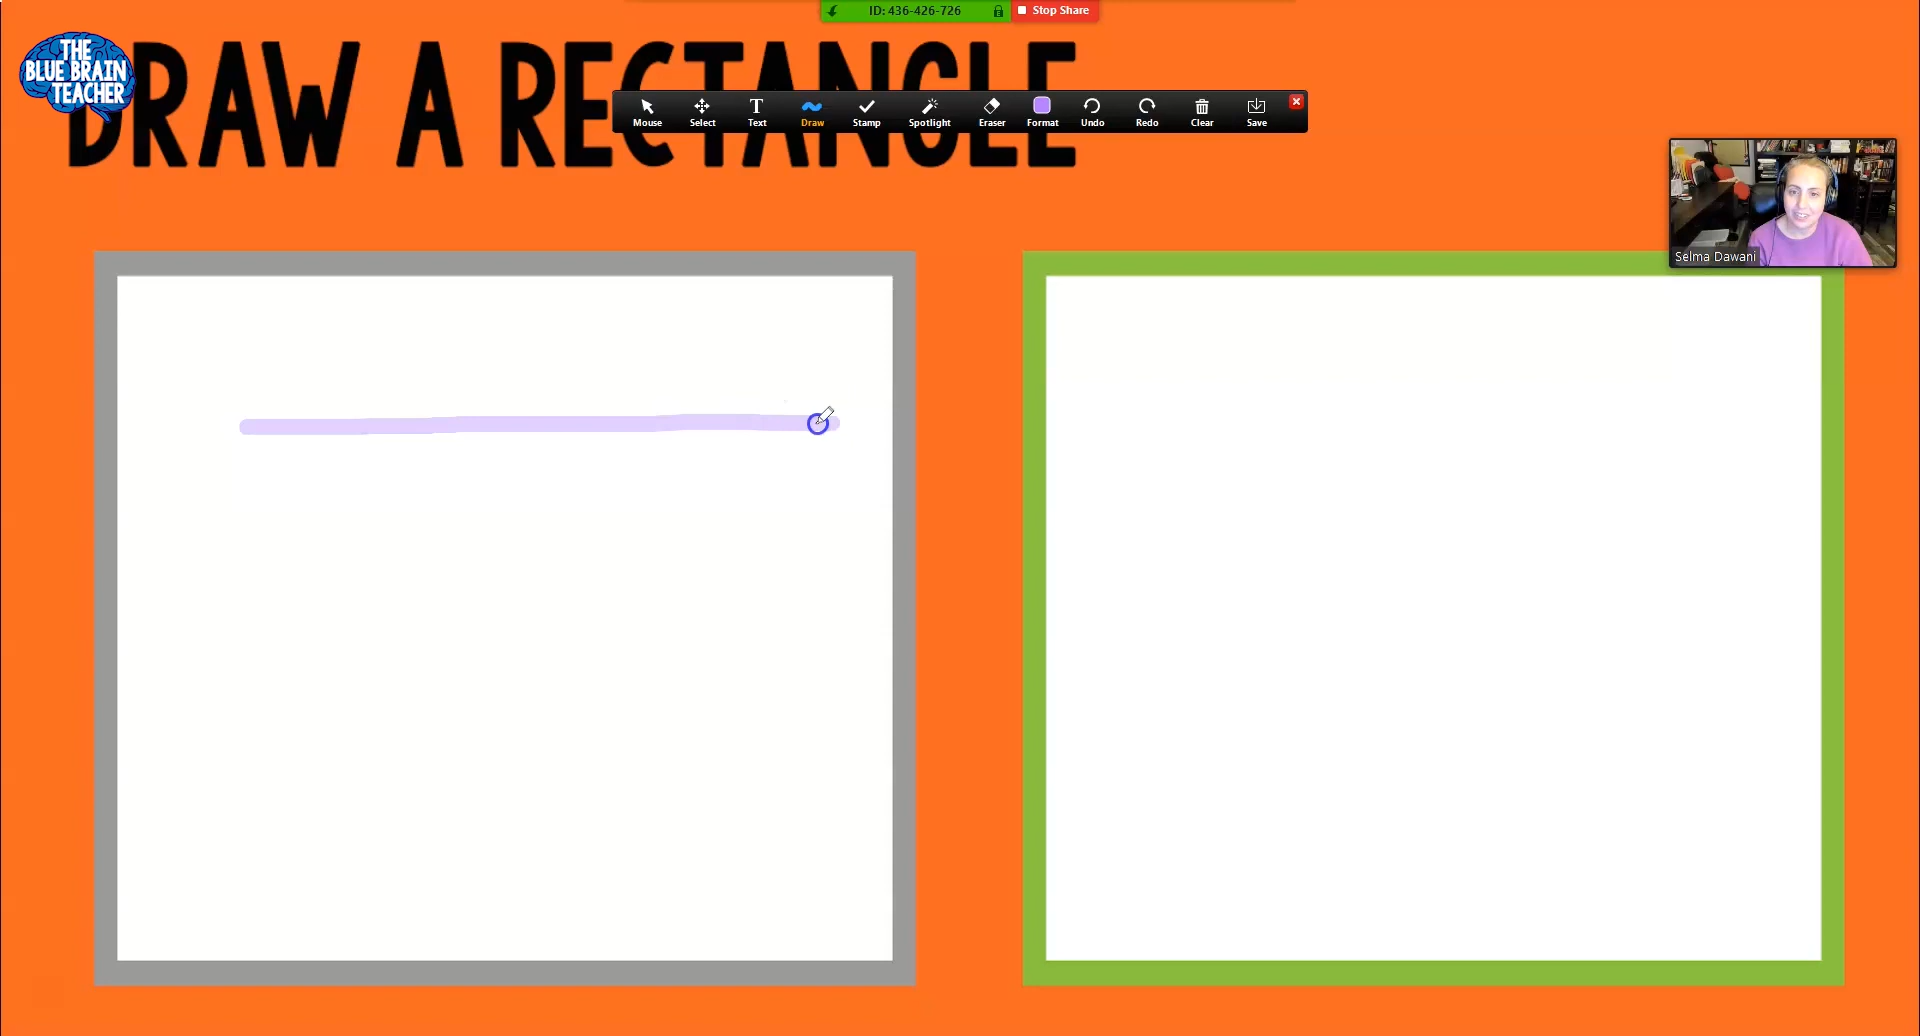 ID: 436-426-726
Stop Share
THE
BLUE BRAIN
TEACHER
DRAW A RECTANGLE
Mouse Select Text Draw Stamp Spotlight Eraser Format Undo Redo Clear Save
Selma Dawani